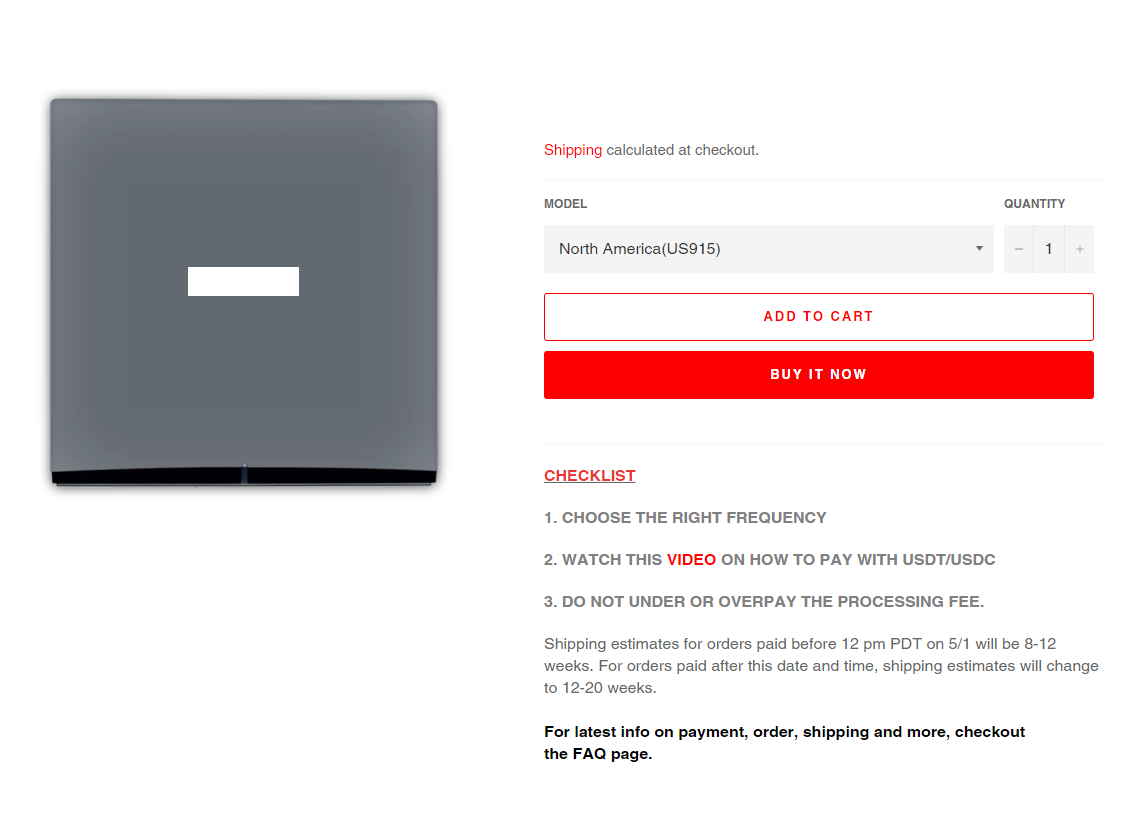 Shipping calculated at checkout.
MODEL
QUANTITY
North America(US915)
− 1 +
ADD TO CART
BUY IT NOW
CHECKLIST
1. CHOOSE THE RIGHT FREQUENCY
2. WATCH THIS VIDEO ON HOW TO PAY WITH USDT/USDC
3. DO NOT UNDER OR OVERPAY THE PROCESSING FEE.
Shipping estimates for orders paid before 12 pm PDT on 5/1 will be 8-12
weeks. For orders paid after this date and time, shipping estimates will change
to 12-20 weeks.
For latest info on payment, order, shipping and more, checkout
the FAQ page.